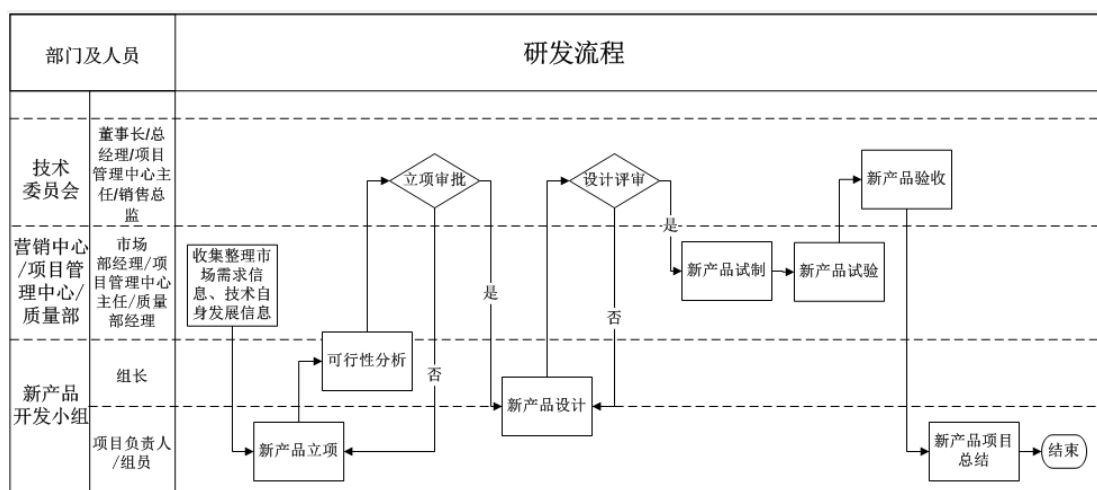 部门及人员
研发流程
技术
委员会
董事长/总
经理/项目
管理中心主
任/销售总
监
立项审批
设计评审
新产品验收
是
营销中心
/项目管
理中心/
质量部
市场
部经理/项
目管理中心
主任/质量
部经理
收集整理市
场需求信
息、技术自
身发展信息
是
新产品试制
新产品试验
否
新产品
开发小组
组长
可行性分析
否
新产品设计
项目负责人
/组员
新产品立项
新产品项目
总结
结束